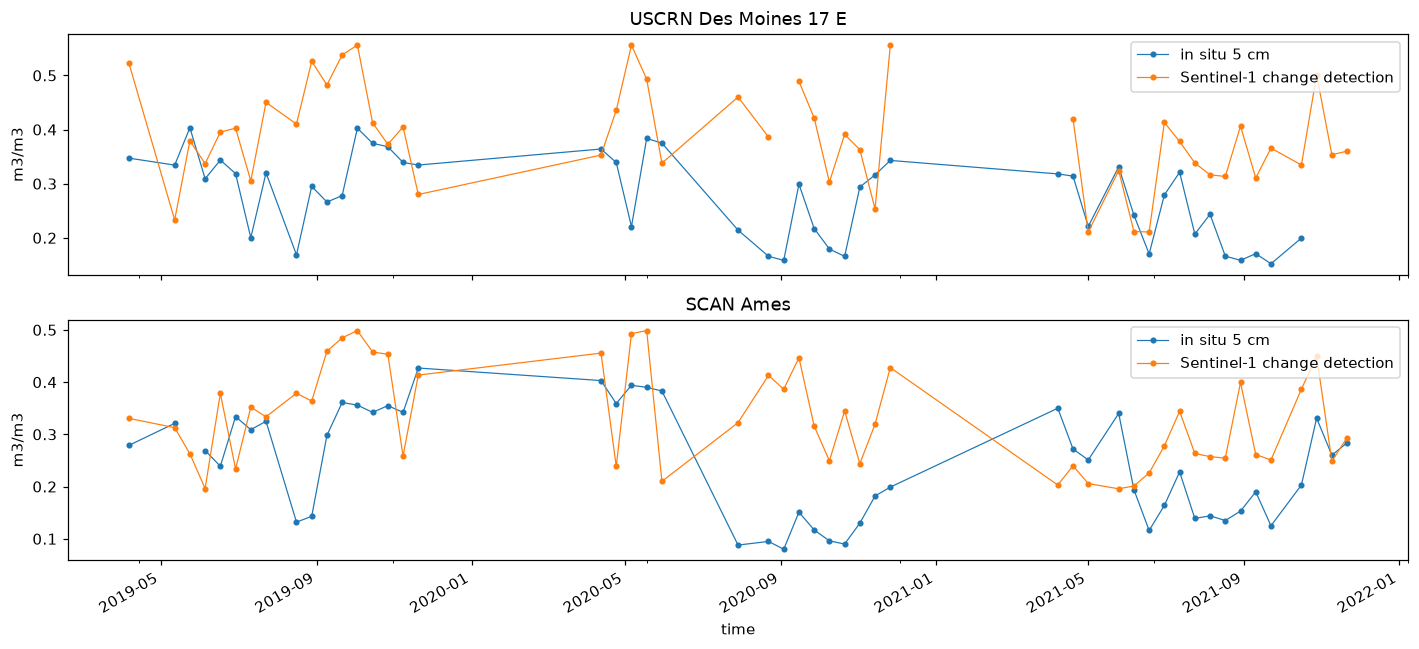 USCRN Des Moines 17 E
m3/m3
0.5
0.4
0.3
0.2
in situ 5 cm
Sentinel-1 change detection
SCAN Ames
m3/m3
0.5
0.4
0.3
0.2
0.1
in situ 5 cm
Sentinel-1 change detection
2019-05
2019-09
2020-01
2020-05
2020-09
2021-01
2021-05
2021-09
2022-01
time